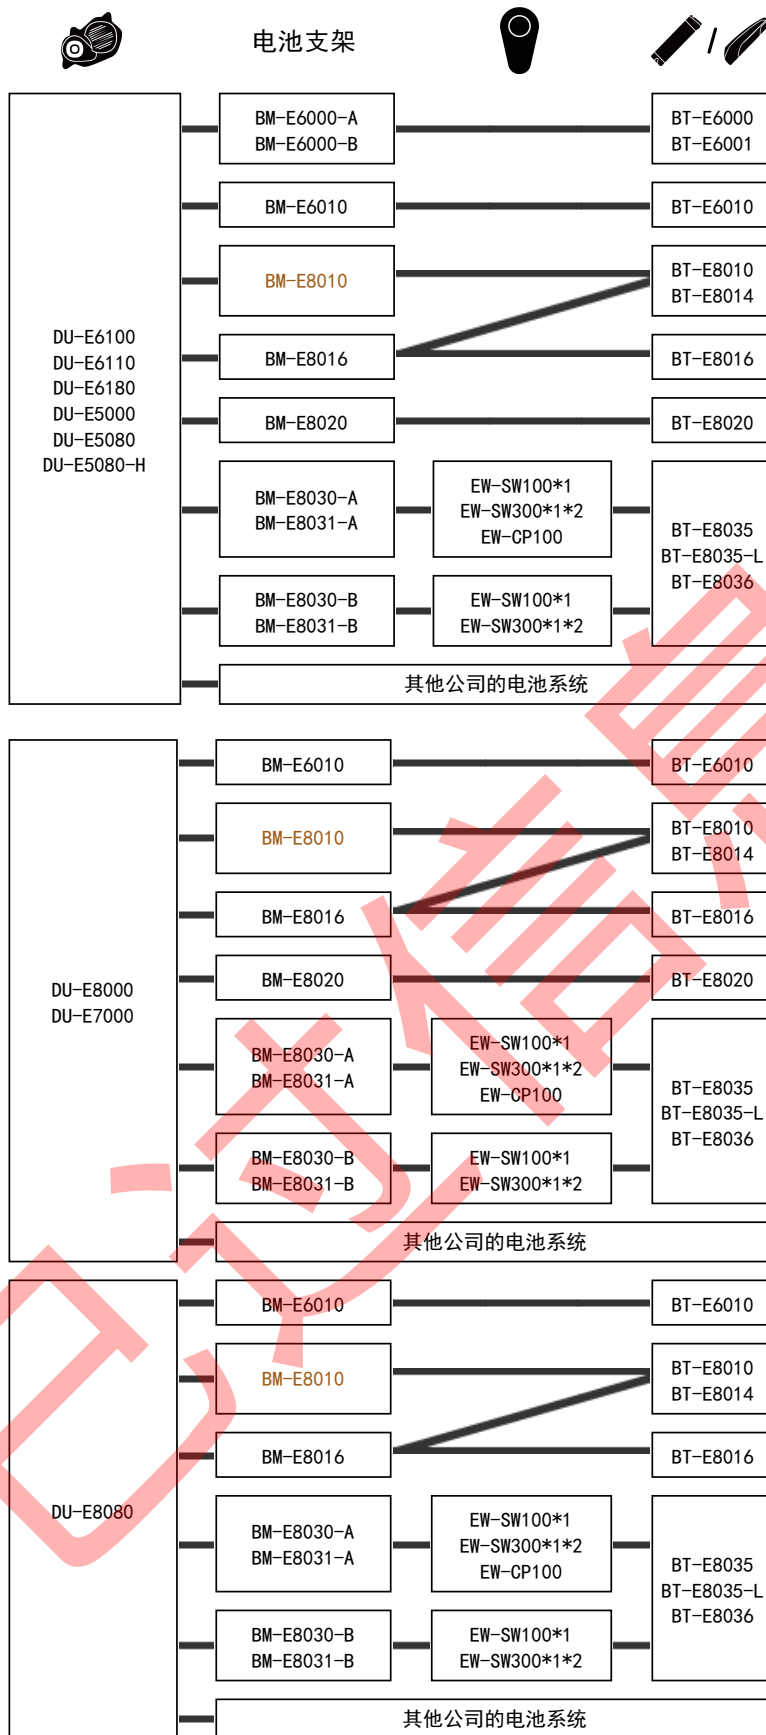 电池支架
/
DU-E6100
DU-E6110
DU-E6180
DU-E5000
DU-E5080
DU-E5080-H
BM-E6000-A
BM-E6000-B
BT-E6000
BT-E6001
BM-E6010
BT-E6010
BM-E8010
BT-E8010
BT-E8014
BM-E8016
BT-E8016
BM-E8020
BT-E8020
BM-E8030-A
BM-E8031-A
EW-SW100*1
EW-SW300*1*2
EW-CP100
BT-E8035
BT-E8035-L
BT-E8036
BM-E8030-B
BM-E8031-B
EW-SW100*1
EW-SW300*1*2
其他公司的电池系统
DU-E8000
DU-E7000
BM-E6010
BT-E6010
BM-E8010
BT-E8010
BT-E8014
BM-E8016
BT-E8016
BM-E8020
BT-E8020
BM-E8030-A
BM-E8031-A
EW-SW100*1
EW-SW300*1*2
EW-CP100
BT-E8035
BT-E8035-L
BT-E8036
BM-E8030-B
BM-E8031-B
EW-SW100*1
EW-SW300*1*2
其他公司的电池系统
DU-E8080
BM-E6010
BT-E6010
BM-E8010
BT-E8010
BT-E8014
BM-E8016
BT-E8016
BM-E8030-A
BM-E8031-A
EW-SW100*1
EW-SW300*1*2
EW-CP100
BT-E8035
BT-E8035-L
BT-E8036
BM-E8030-B
BM-E8031-B
EW-SW100*1
EW-SW300*1*2
其他公司的电池系统
已过信息